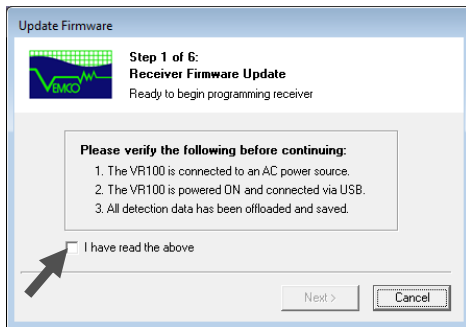 Update Firmware
Step 1 of 6:
Receiver Firmware Update
Ready to begin programming receiver
VEMCO
Please verify the following before continuing:
1. The VR100 is connected to an AC power source.
2. The VR100 is powered ON and connected via USB.
3. All detection data has been offloaded and saved.
I have read the above
Next >
Cancel